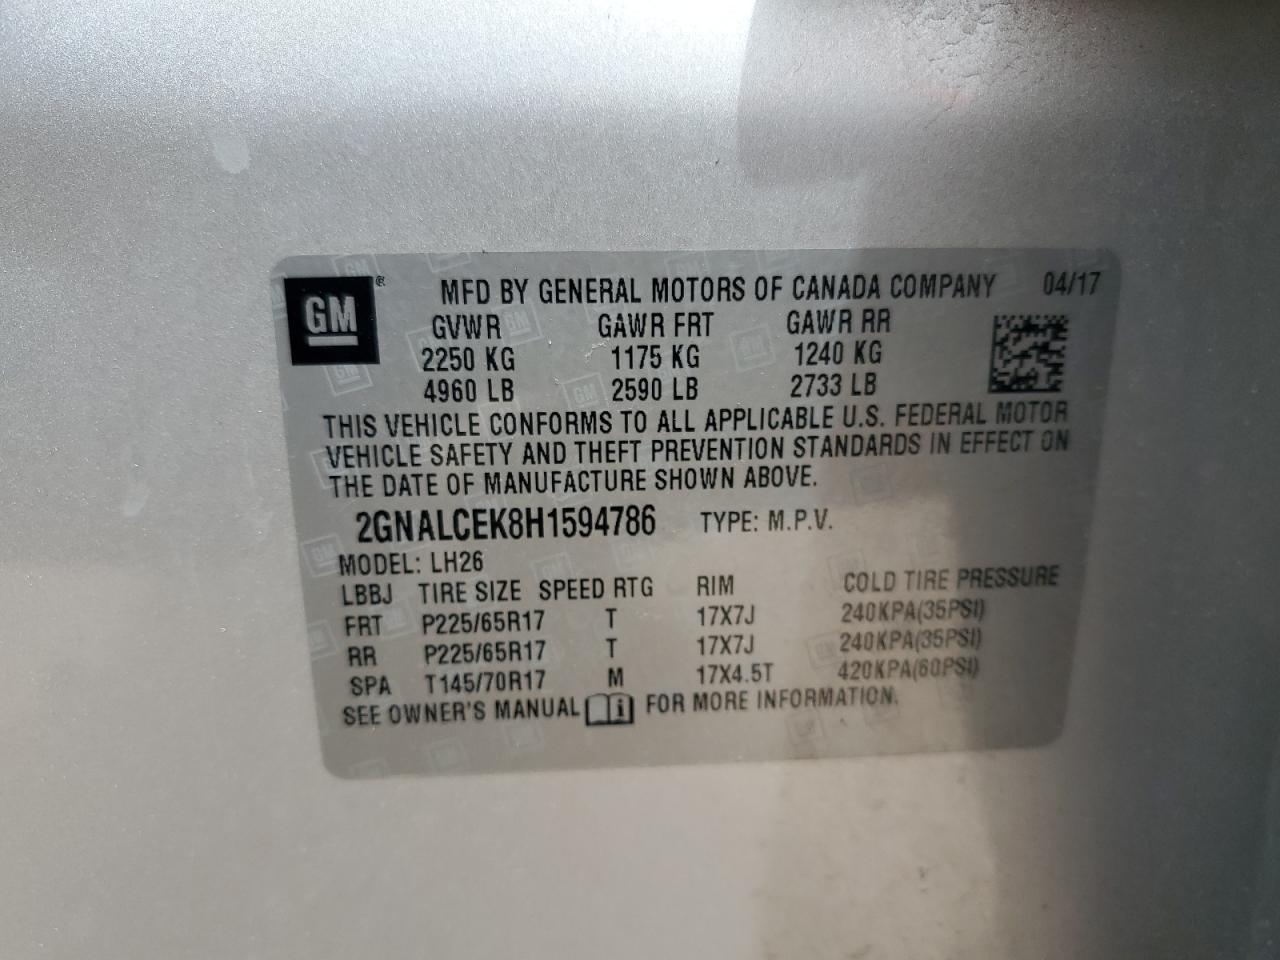 GM ® MFD BY GENERAL MOTORS OF CANADA COMPANY 04/17
GVWR GAWR FRT GAWR RR
2250 KG 1175 KG 1240 KG
4960 LB 2590 LB 2733 LB
THIS VEHICLE CONFORMS TO ALL APPLICABLE U.S. FEDERAL MOTOR
VEHICLE SAFETY AND THEFT PREVENTION STANDARDS IN EFFECT ON
THE DATE OF MANUFACTURE SHOWN ABOVE.
2GNALCEK8H1594786 TYPE: M.P.V.
MODEL: LH26
LBBJ TIRE SIZE SPEED RTG RIM COLD TIRE PRESSURE
FRT P225/65R17 T 17X7J 240KPA(35PSI)
RR P225/65R17 T 17X7J 240KPA(35PSI)
SPA T145/70R17 M 17X4.5T 420KPA(60PSI)
SEE OWNER'S MANUAL i FOR MORE INFORMATION.